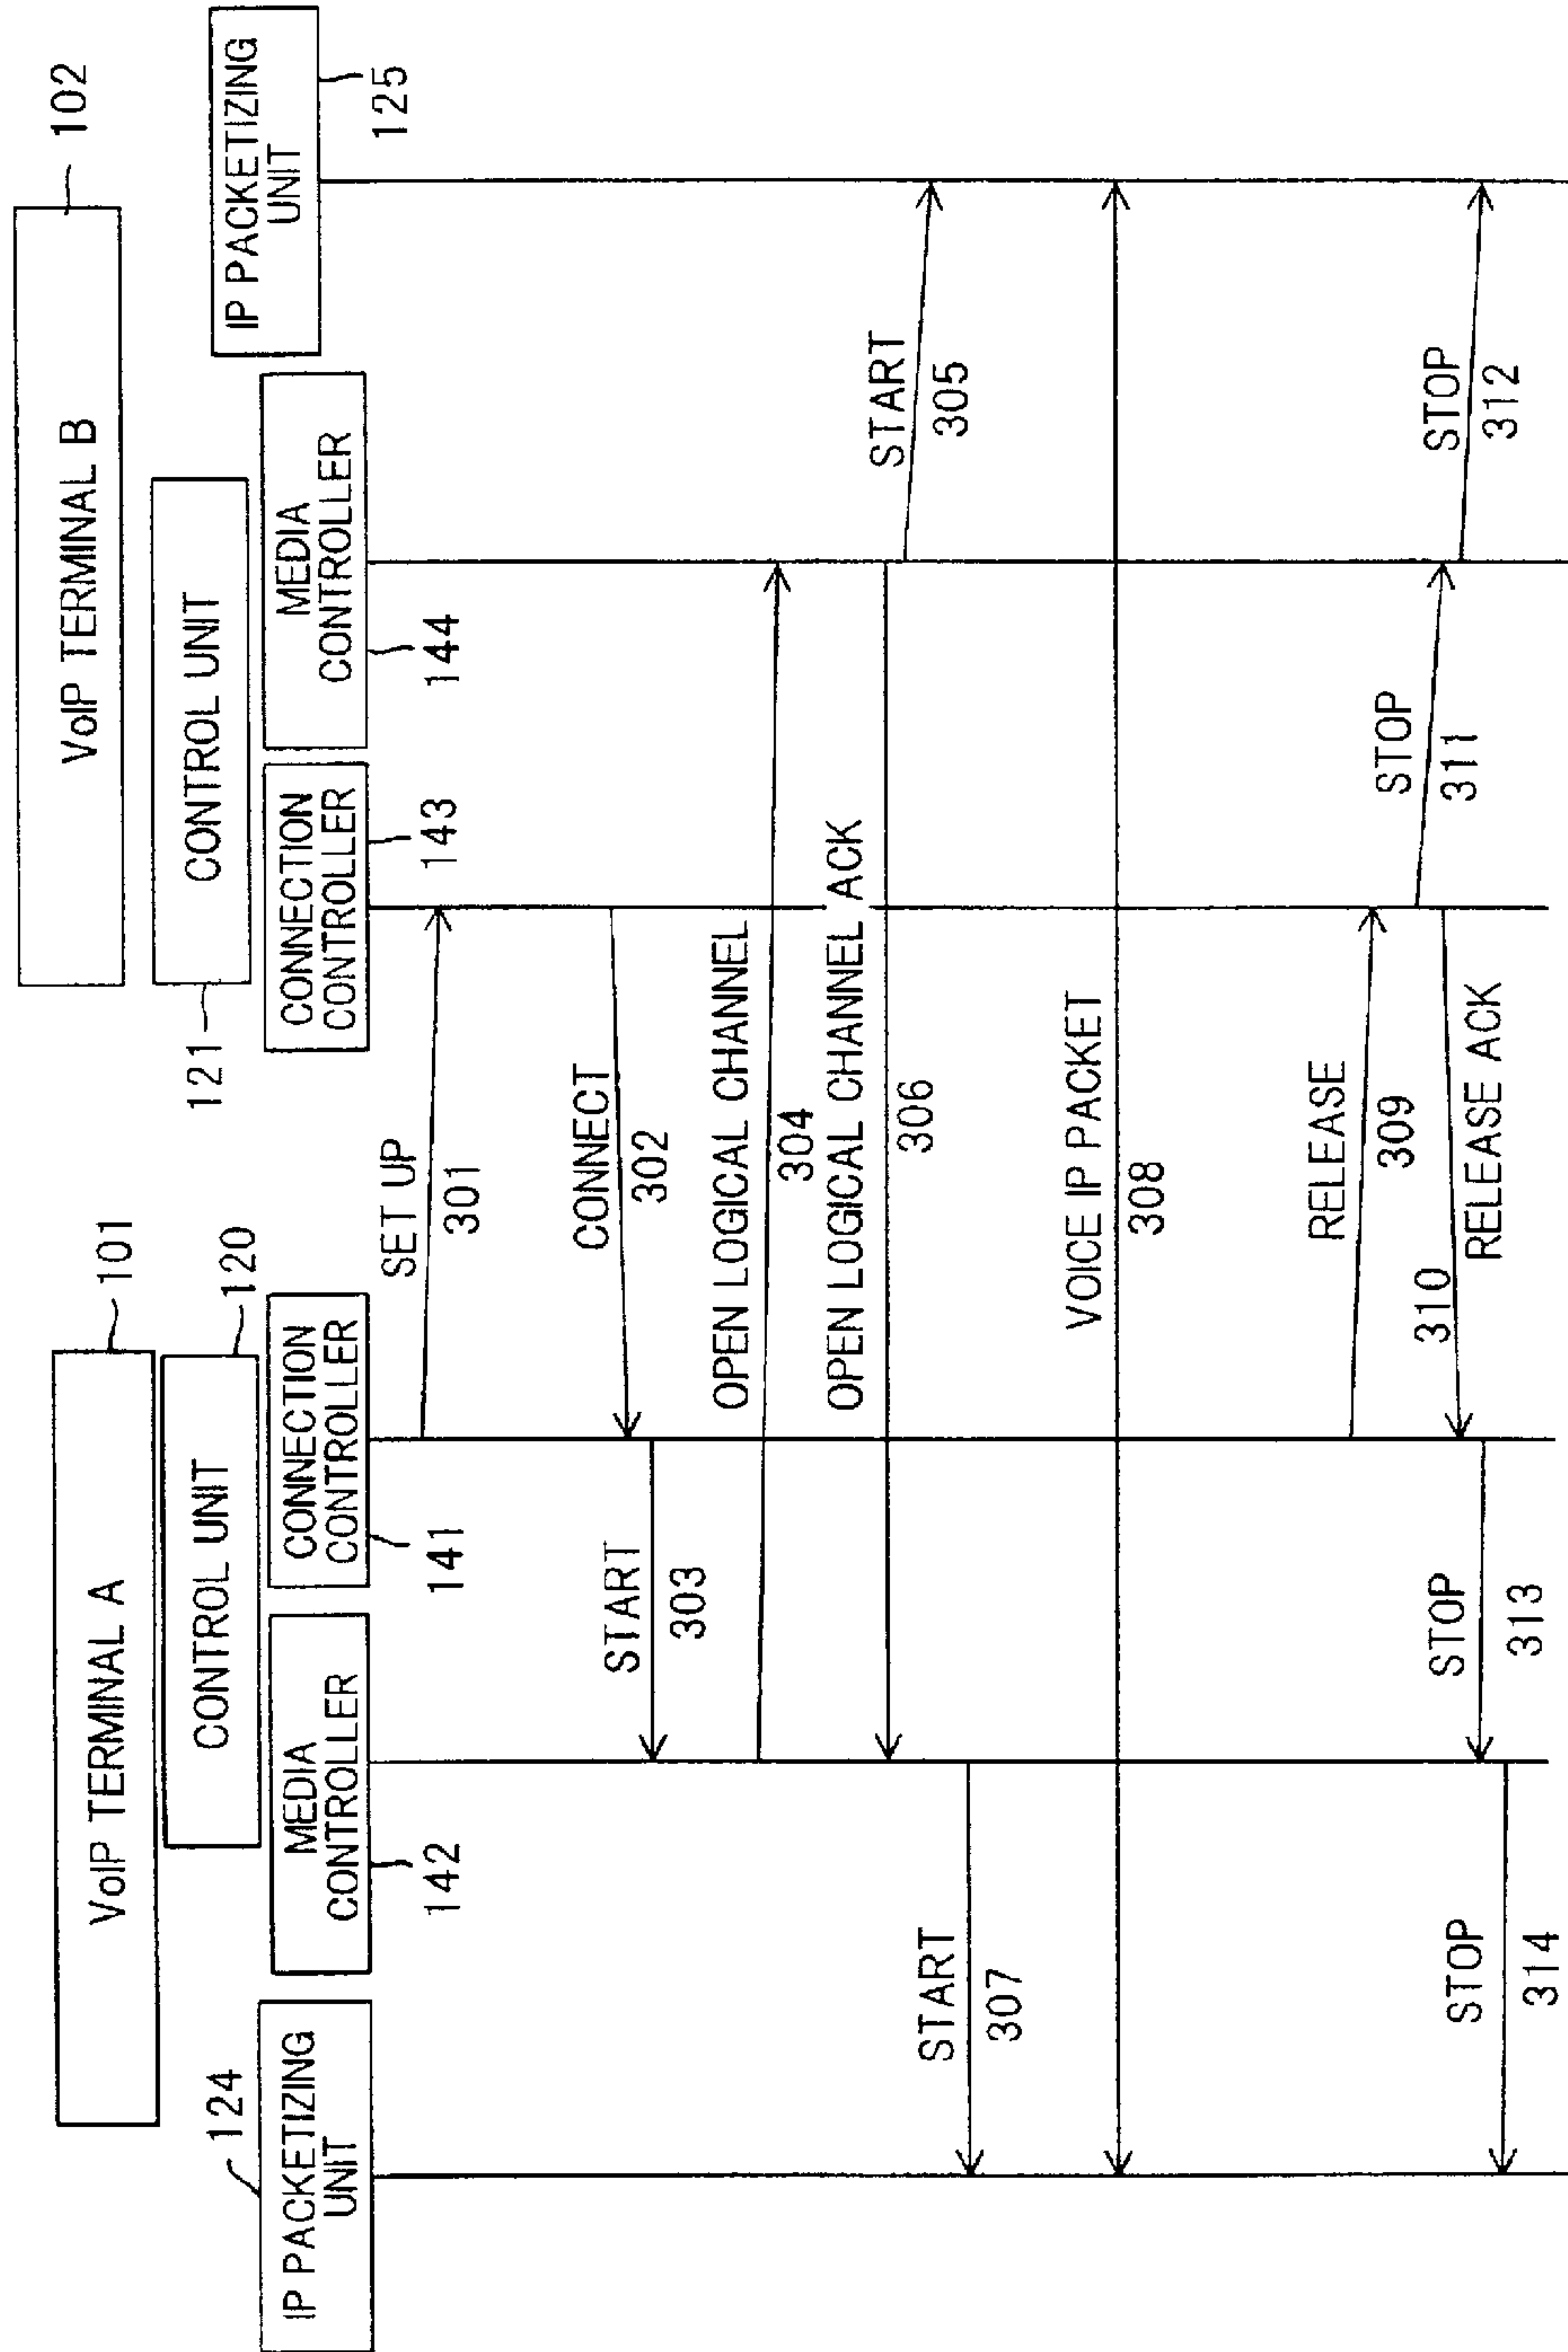 VoIP TERMINAL A
101
VoIP TERMINAL B
102
CONTROL UNIT
120
121
CONTROL UNIT
124
IP PACKETIZING
UNIT
MEDIA
CONTROLLER
142
CONNECTION
CONTROLLER
141
CONNECTION
CONTROLLER
143
MEDIA
CONTROLLER
144
IP PACKETIZING
UNIT
125
SET UP
301
CONNECT
302
START
303
OPEN LOGICAL CHANNEL
304
OPEN LOGICAL CHANNEL ACK
306
START
305
START
307
VOICE IP PACKET
308
RELEASE
309
STOP
311
310
RELEASE ACK
STOP
312
STOP
313
STOP
314